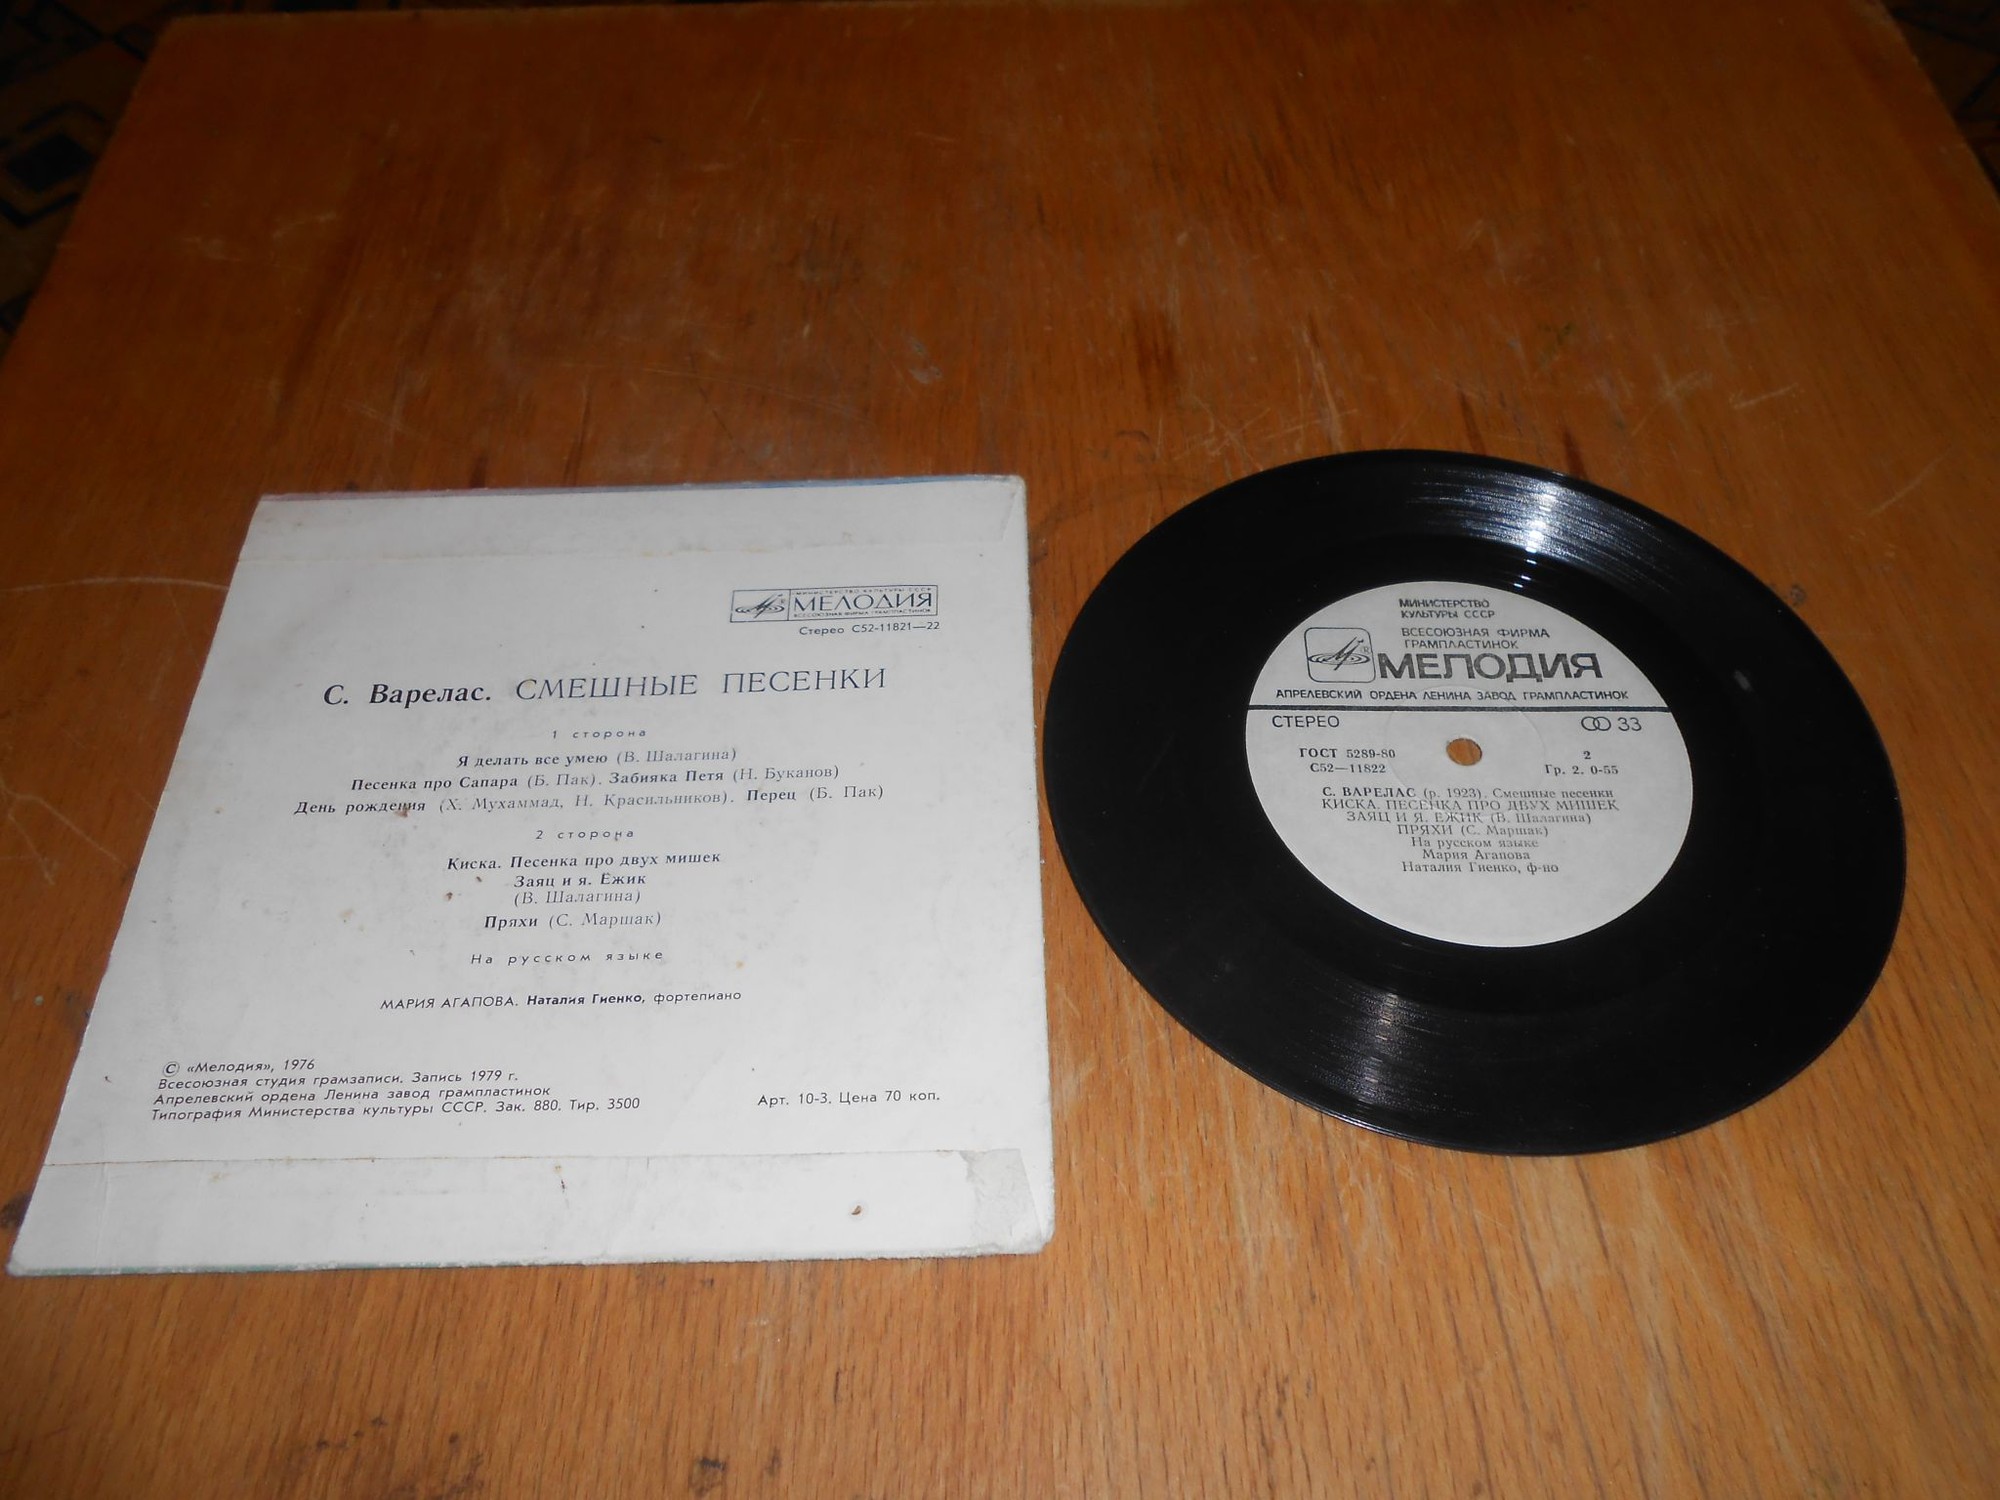 МИНИСТЕРСТВО КУЛЬТУРЫ СССР
МЕЛОДИЯ
ВСЕСОЮЗНАЯ ФИРМА ГРАМПЛАСТИНОК
Стерео С52-11821—22
С. Варелас. СМЕШНЫЕ ПЕСЕНКИ
1 сторона
Я делать все умею (В. Шалагина)
Песенка про Сапара (Б. Пак). Забияка Петя (Н. Буканов)
День рождения (Х. Мухаммад, Н. Красильников). Перец (Б. Пак)
2 сторона
Киска. Песенка про двух мишек
Заяц и я. Ёжик
(В. Шалагина)
Пряхи (С. Маршак)
На русском языке
МАРИЯ АГАПОВА. Наталия Гиенко, фортепиано
© «Мелодия», 1976
Всесоюзная студия грамзаписи. Запись 1979 г.
Апрелевский ордена Ленина завод грампластинок
Типография Министерства культуры СССР. Зак. 880. Тир. 3500
Арт. 10-3. Цена 70 коп.
МИНИСТЕРСТВО
КУЛЬТУРЫ СССР
ВСЕСОЮЗНАЯ ФИРМА
ГРАМПЛАСТИНОК
МЕЛОДИЯ
АПРЕЛЕВСКИЙ ОРДЕНА ЛЕНИНА ЗАВОД ГРАМПЛАСТИНОК
СТЕРЕО 33
ГОСТ 5289-80 2
С52—11822 Гр. 2. 0-55
С. ВАРЕЛАС (р. 1923). Смешные песенки
КИСКА. ПЕСЕНКА ПРО ДВУХ МИШЕК
ЗАЯЦ И Я. ЕЖИК (В. Шалагина)
ПРЯХИ (С. Маршак)
На русском языке
Мария Агапова
Наталия Гиенко, ф-но